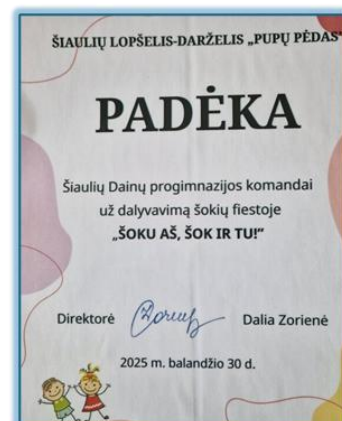 ŠIAULIŲ LOPŠELIS-DARŽELIS „PUPŲ PĖDAS“
PADĖKA
Šiaulių Dainų progimnazijos komandai
už dalyvavimą šokių fiestoje
„ŠOKU AŠ, ŠOK IR TU!”
Direktorė Dalia Zorienė
2025 m. balandžio 30 d.